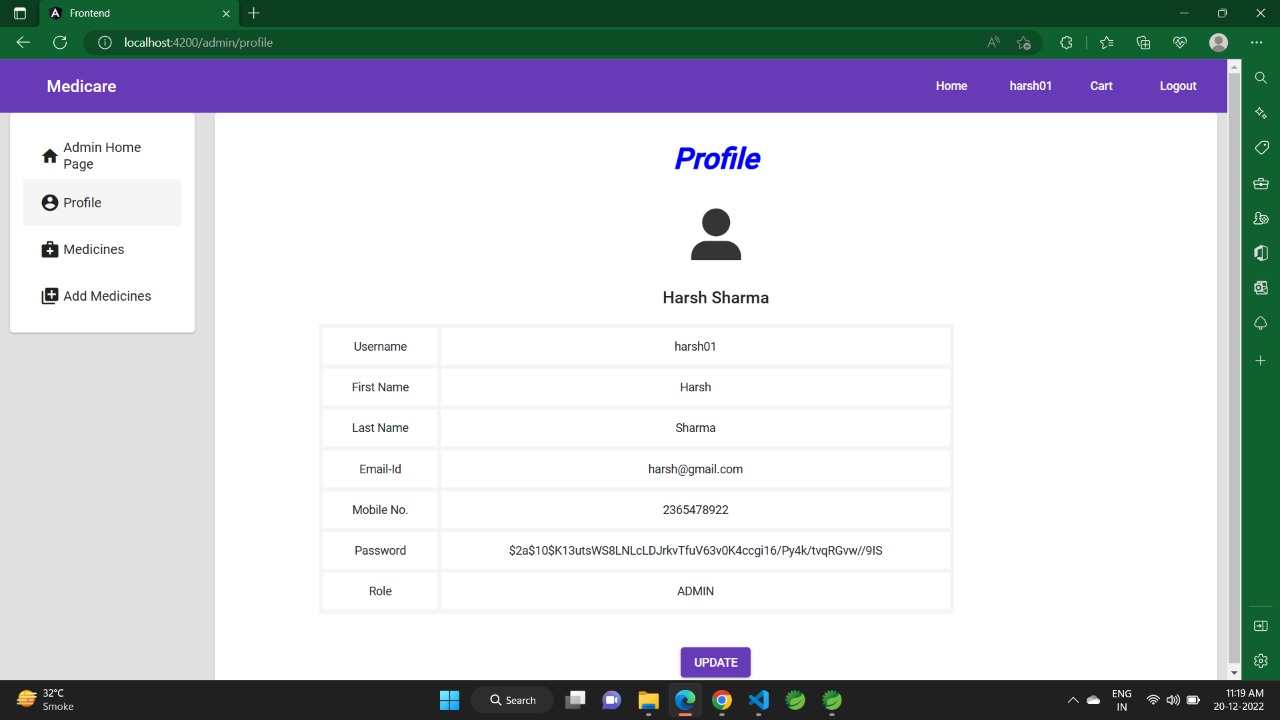 Frontend
localhost:4200/admin/profile
Medicare
Home
harsh01
Cart
Logout
Admin Home
Page
Profile
Medicines
Add Medicines
Profile
Harsh Sharma
Username harsh01
First Name Harsh
Last Name Sharma
Email-Id harsh@gmail.com
Mobile No. 2365478922
Password $2a$10$K13utsWS8LNLcLDJrkvTfuV63v0K4ccgi16/Py4k/tvqRGvw//9IS
Role ADMIN
UPDATE
32°C
Smoke
Search
ENG
IN
11:19 AM
20-12-2022